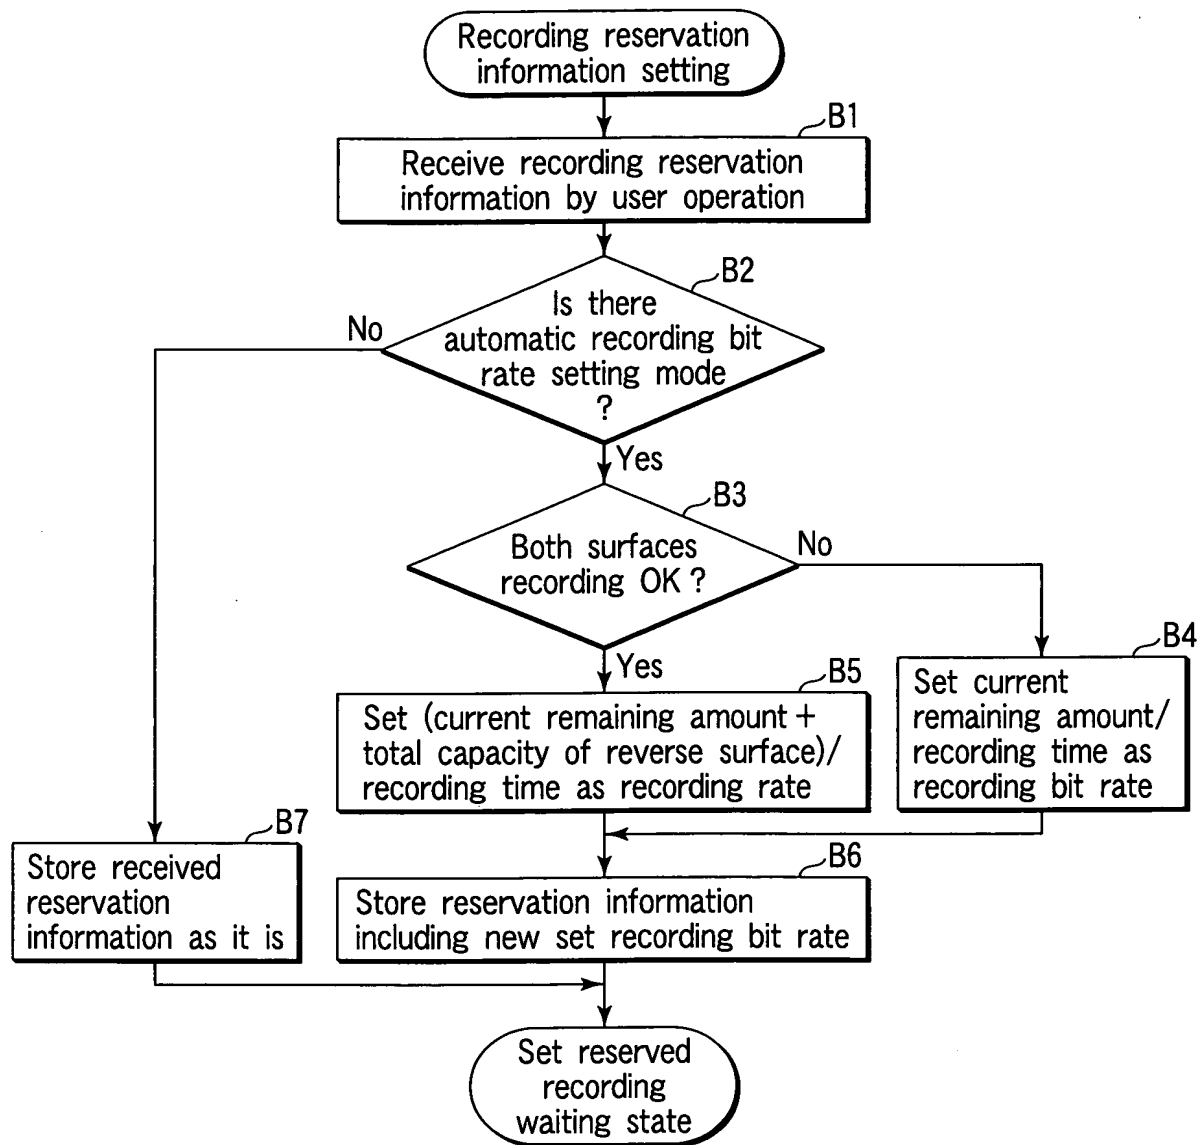 Recording reservation
information setting
B1
Receive recording reservation
information by user operation
B2
Is there
automatic recording bit
rate setting mode
?
No
Yes
B3
Both surfaces
recording OK ?
No
Yes
B4
Set current
remaining amount/
recording time as
recording bit rate
B5
Set (current remaining amount +
total capacity of reverse surface)/
recording time as recording rate
B7
Store received
reservation
information as it is
B6
Store reservation information
including new set recording bit rate
Set reserved
recording
waiting state